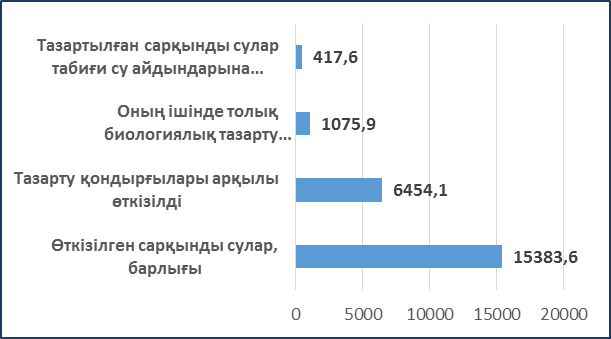 Тазартылған сарқынды сулар
табиғи су айдындарына...
417,6
Оның ішінде толық
биологиялық тазарту...
1075,9
Тазарту қондырғылары арқылы
өткізілді
6454,1
Өткізілген сарқынды сулар,
барлығы
15383,6
0 5000 10000 15000 20000